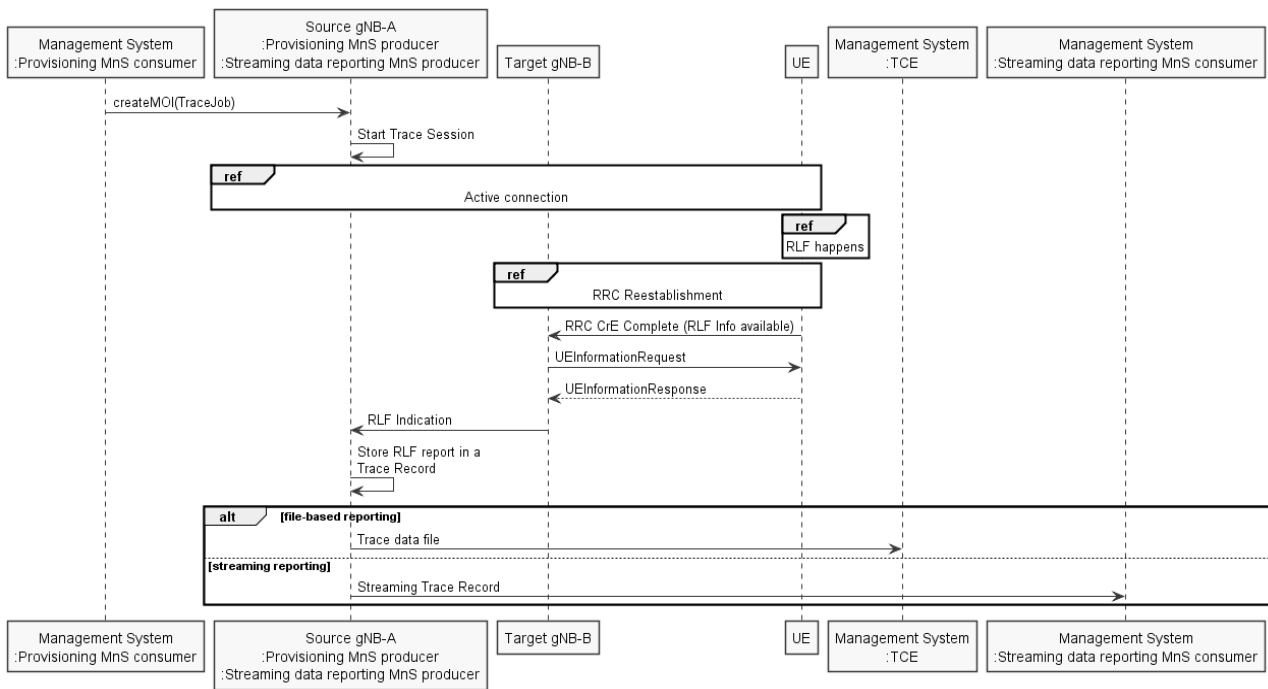 Management System
:Provisioning MnS consumer
Source gNB-A
:Provisioning MnS producer
:Streaming data reporting MnS producer
Target gNB-B
UE
Management System
:TCE
Management System
:Streaming data reporting MnS consumer
createMOI(TraceJob)
Start Trace Session
ref
Active connection
ref
RLF happens
ref
RRC Reestablishment
RRC CrE Complete (RLF Info available)
UEInformationRequest
UEInformationResponse
RLF Indication
Store RLF report in a
Trace Record
alt [file-based reporting]
Trace data file
[streaming reporting]
Streaming Trace Record
Management System
:Provisioning MnS consumer
Source gNB-A
:Provisioning MnS producer
:Streaming data reporting MnS producer
Target gNB-B
UE
Management System
:TCE
Management System
:Streaming data reporting MnS consumer